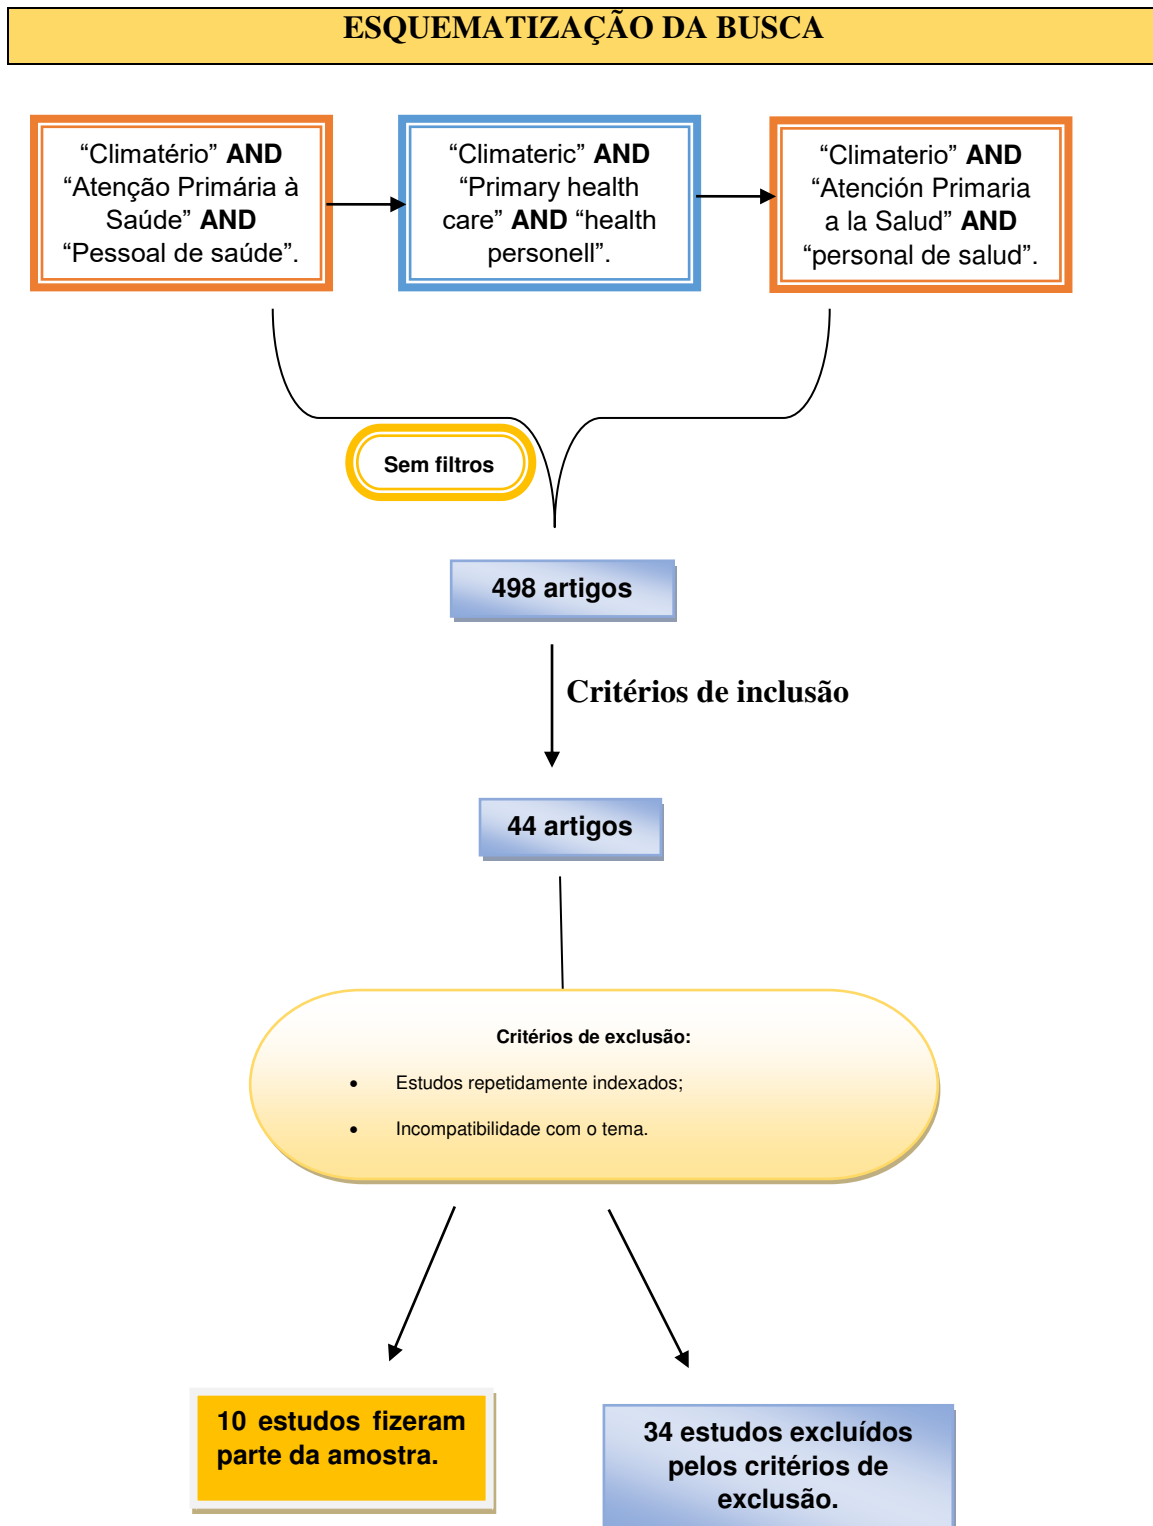 ESQUEMATIZAÇÃO DA BUSCA
“Climatério” AND
“Atenção Primária à
Saúde” AND
“Pessoal de saúde”.
“Climateric” AND
“Primary health
care” AND “health
personell”.
“Climaterio” AND
“Atención Primaria
a la Salud” AND
“personal de salud”.
Sem filtros
498 artigos
Critérios de inclusão
44 artigos
Critérios de exclusão:
• Estudos repetidamente indexados;
• Incompatibilidade com o tema.
10 estudos fizeram
parte da amostra.
34 estudos excluídos
pelos critérios de
exclusão.